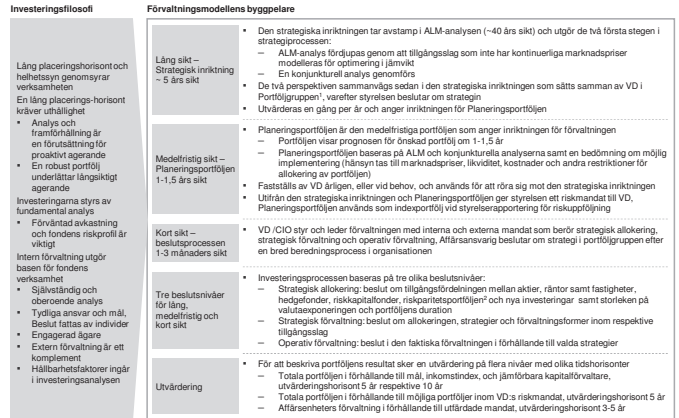 Investeringsfilosofi
Lång placeringshorisont och
helhetssyn genomsyrar
verksamheten
En lång placerings-horisont
kräver uthållighet
▪ Analys och
framförhållning är
en förutsättning för
proaktivt agerande
▪ En robust portfölj
underlättar långsiktigt
agerande
Investeringarna styrs av
fundamental analys
▪ Förväntad avkastning
och fondens riskprofil är
viktigt
Intern förvaltning utgör
basen för fondens
verksamhet
▪ Självständig och
oberoende analys
▪ Tydliga ansvar och mål,
Beslut fattas av individer
▪ Engagerad ägare
▪ Extern förvaltning är ett
komplement
▪ Hållbarhetsfaktorer ingår
i investeringsanalysen
Förvaltningsmodellens byggpelare
Lång sikt –
Strategisk inriktning
~ 5 års sikt
▪ Den strategiska inriktningen tar avstamp i ALM-analysen (~40 års sikt) och utgör de två första stegen i
strategiprocessen:
– ALM-analys fördjupas genom att tillgångsslag som inte har kontinuerliga marknadspriser
modelleras för optimering i jämvikt
– En konjunkturell analys genomförs
▪ De två perspektiven sammanvägs sedan i den strategiska inriktningen som sätts samman av VD i
Portföljgruppen¹, varefter styrelsen beslutar om strategin
▪ Utvärderas en gång per år och anger inriktningen för Planeringsportföljen
Medelfristig sikt –
Planeringsportföljen
1-1,5 års sikt
▪ Planeringsportföljen är den medelfristiga portföljen som anger inriktningen för förvaltningen
– Portföljen visar prognosen för önskad portfölj om 1-1,5 år
– Planeringsportföljen baseras på ALM och konjunkturella analyserna samt en bedömning om möjlig
implementering (hänsyn tas till marknadspriser, likviditet, kostnader och andra restriktioner för
allokering av portföljen)
▪ Fastställs av VD årligen, eller vid behov, och används för att röra sig mot den strategiska inriktningen
▪ Utifrån den strategiska inriktningen och Planeringsportföljen ger styrelsen ett riskmandat till VD,
Planeringsportföljen används som indexportfölj vid styrelserapportering för riskuppföljning
Kort sikt –
beslutsprocessen
1-3 månaders sikt
▪ VD /CIO styr och leder förvaltningen med interna och externa mandat som berör strategisk allokering,
strategisk förvaltning och operativ förvaltning, Affärsansvarig beslutar om strategi i portföljgruppen efter
en bred beredningsprocess i organisationen
Tre beslutsnivåer
för lång,
medelfristig och
kort sikt
▪ Investeringsprocessen baseras på tre olika beslutsnivåer:
– Strategisk allokering: beslut om tillgångsfördelningen mellan aktier, räntor samt fastigheter,
hedgefonder, riskkapitalfonder, riskparitetsportföljen² och nya investeringar samt storleken på
valutaexponeringen och portföljens duration
– Strategisk förvaltning: beslut om allokeringen, strategier och förvaltningsformer inom respektive
tillgångsslag
– Operativ förvaltning: beslut i den faktiska förvaltningen i förhållande till valda strategier
Utvärdering
▪ För att beskriva portföljens resultat sker en utvärdering på flera nivåer med olika tidshorisonter
– Totala portföljen i förhållande till mål, inkomstindex, och jämförbara kapitalförvaltare,
utvärderingshorisont 5 år respektive 10 år
– Totala portföljen i förhållande till möjliga portföljer inom VD:s riskmandat, utvärderingshorisont 5 år
– Affärsenheters förvaltning i förhållande till utfärdade mandat, utvärderingshorisont 3-5 år